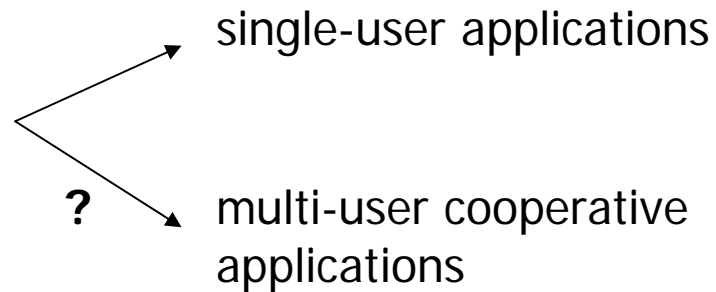 single-user applications
?
multi-user cooperative
applications